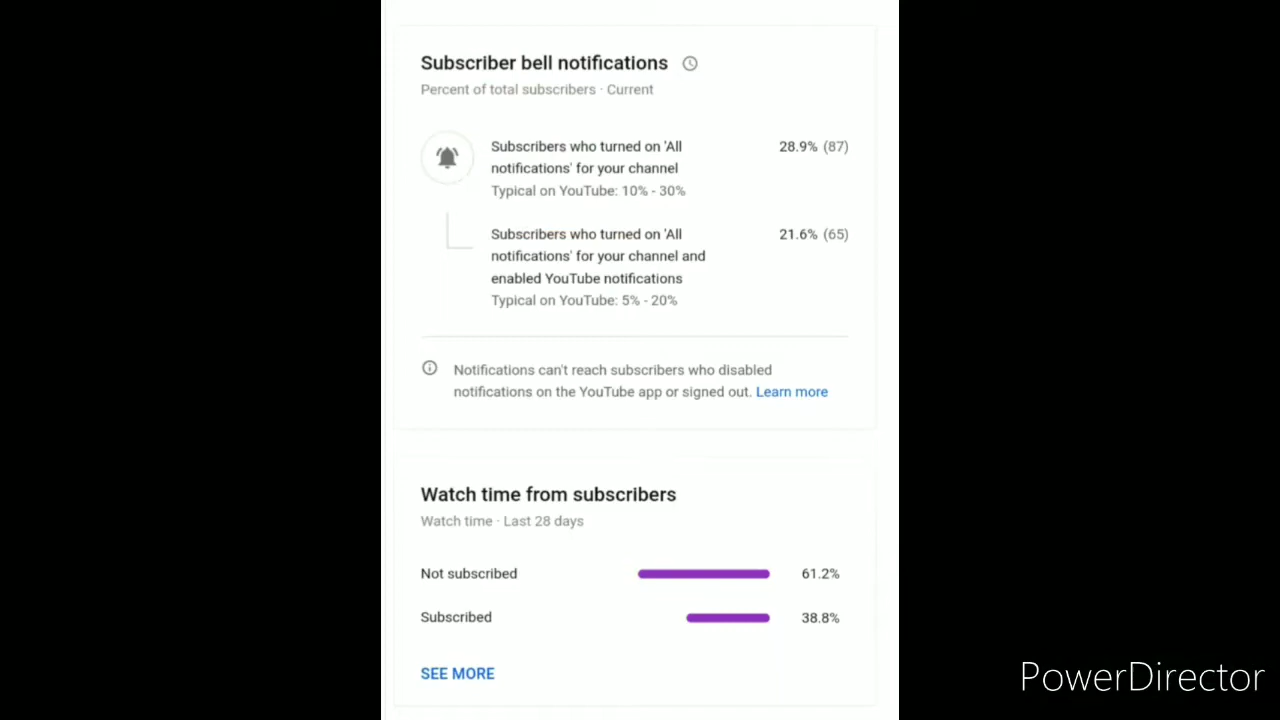 Subscriber bell notifications
Percent of total subscribers · Current
Subscribers who turned on 'All
notifications' for your channel
Typical on YouTube: 10% - 30%
28.9% (87)
Subscribers who turned on 'All
notifications' for your channel and
enabled YouTube notifications
Typical on YouTube: 5% - 20%
21.6% (65)
Notifications can't reach subscribers who disabled
notifications on the YouTube app or signed out. Learn more
Watch time from subscribers
Watch time · Last 28 days
Not subscribed 61.2%
Subscribed 38.8%
SEE MORE
PowerDirector